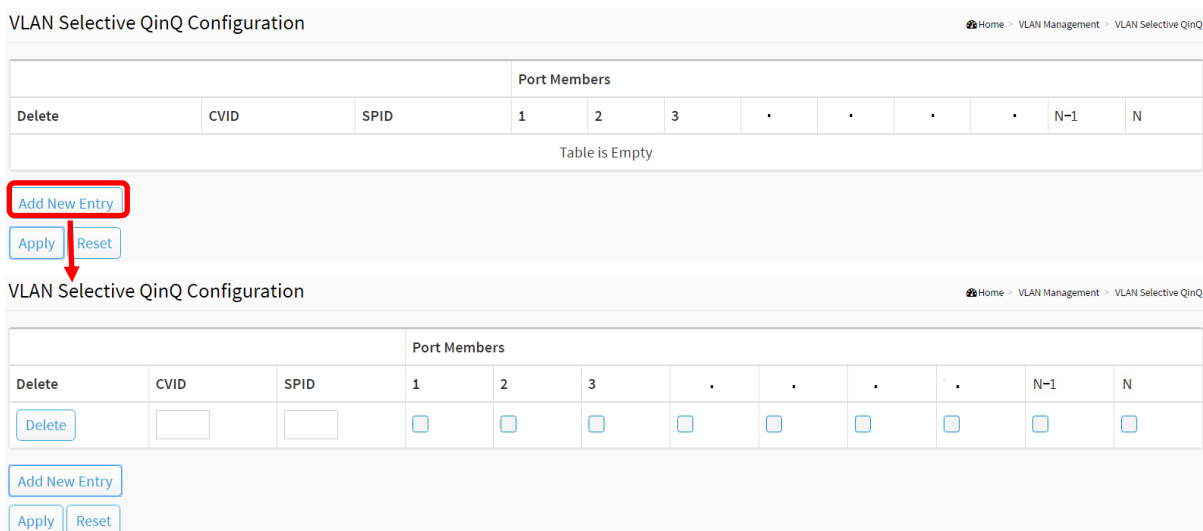 VLAN Selective QinQ Configuration
Home > VLAN Management > VLAN Selective QinQ
Port Members
Delete CVID SPID 1 2 3 . . . . N-1 N
Table is Empty
Add New Entry
Apply Reset
VLAN Selective QinQ Configuration
Home > VLAN Management > VLAN Selective QinQ
Port Members
Delete CVID SPID 1 2 3 . . . . N-1 N
Delete
Add New Entry
Apply Reset